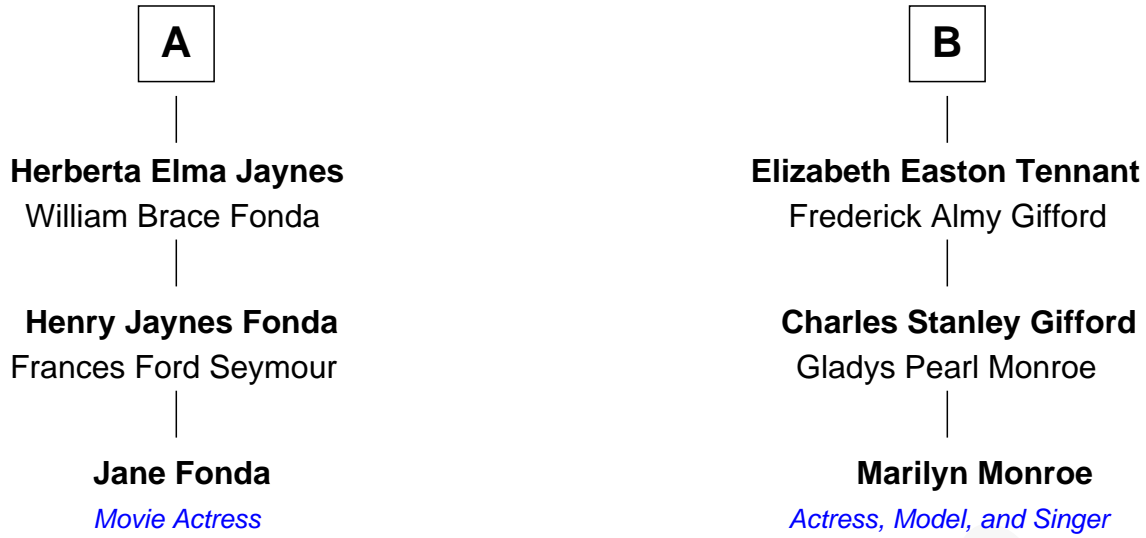 A
Herberta Elma Jaynes
William Brace Fonda
Henry Jaynes Fonda
Frances Ford Seymour
Jane Fonda
Movie Actress
B
Elizabeth Easton Tennant
Frederick Almy Gifford
Charles Stanley Gifford
Gladys Pearl Monroe
Marilyn Monroe
Actress, Model, and Singer